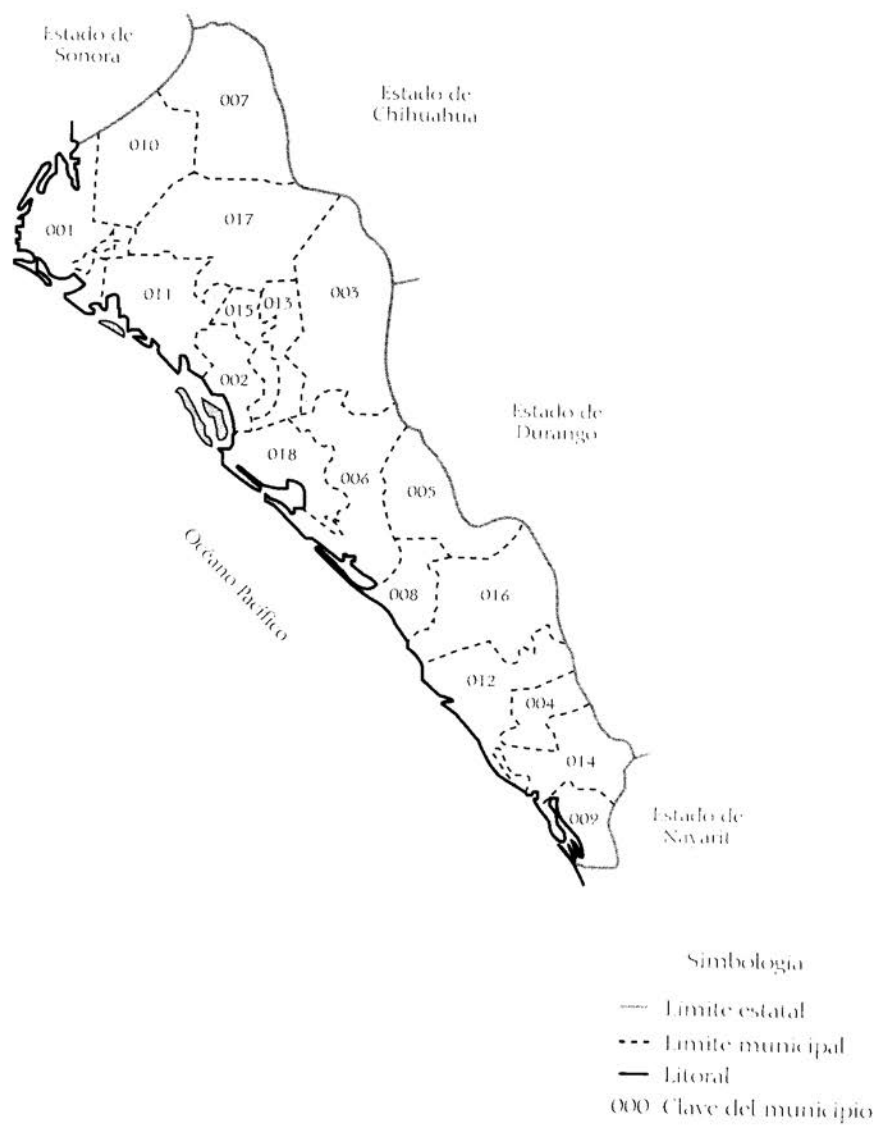 Estado de
Sonora
007
Estado de
Chihuahua
010
001
017
011
015
013
003
002
Estado de
Durango
018
006
005
Océano Pacífico
008
016
012
004
014
009
Estado de
Nayarit
Simbología
Límite estatal
Límite municipal
Litoral
000 Clave del municipio